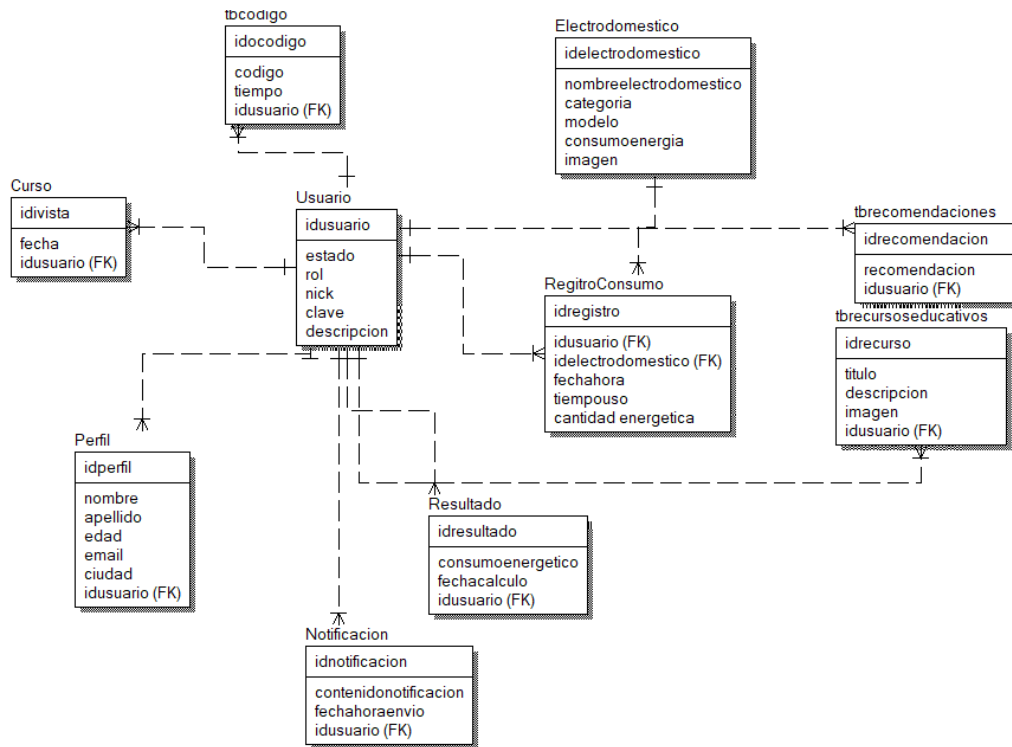 tbcodigo
idocodigo
codigo
tiempo
idusuario (FK)
Electrodomestico
idelectrodomestico
nombreelectrodomestico
categoria
modelo
consumoenergia
imagen
Curso
idivista
fecha
idusuario (FK)
Usuario
idusuario
estado
rol
nick
clave
descripcion
tbrecomendaciones
idrecomendacion
recomendacion
idusuario (FK)
RegitroConsumo
idregistro
idusuario (FK)
idelectrodomestico (FK)
fechahora
tiempouso
cantidad energetica
tbrecursoseducativos
idrecurso
titulo
descripcion
imagen
idusuario (FK)
Perfil
idperfil
nombre
apellido
edad
email
ciudad
idusuario (FK)
Resultado
idresultado
consumoenergetico
fechacalculo
idusuario (FK)
Notificacion
idnotificacion
contenidonotificacion
fechahoraenvio
idusuario (FK)